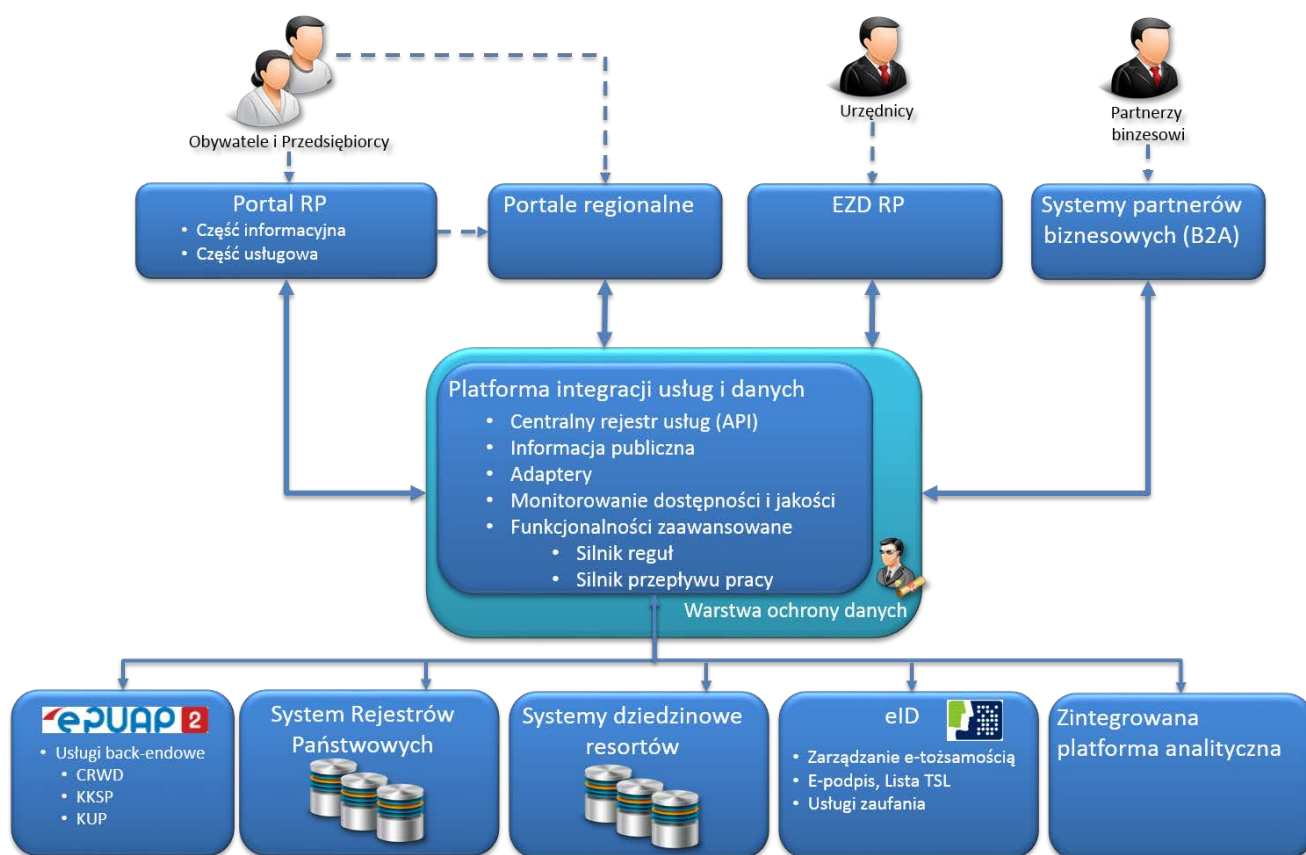 Obywatele i Przedsiębiorcy
Urzędnicy
Partnerzy
binzesowi
Portal RP
• Część informacyjna
• Część usługowa
Portale regionalne
EZD RP
Systemy partnerów
biznesowych (B2A)
Platforma integracji usług i danych
• Centralny rejestr usług (API)
• Informacja publiczna
• Adaptery
• Monitorowanie dostępności i jakości
• Funkcjonalności zaawansowane
• Silnik reguł
• Silnik przepływu pracy
Warstwa ochrony danych
ePUAP 2
• Usługi back-endowe
• CRWD
• KKSP
• KUP
System Rejestrów
Państwowych
Systemy dziedzinowe
resortów
eID
• Zarządzanie e-tożsamością
• E-podpis, Lista TSL
• Usługi zaufania
Zintegrowana
platforma analityczna